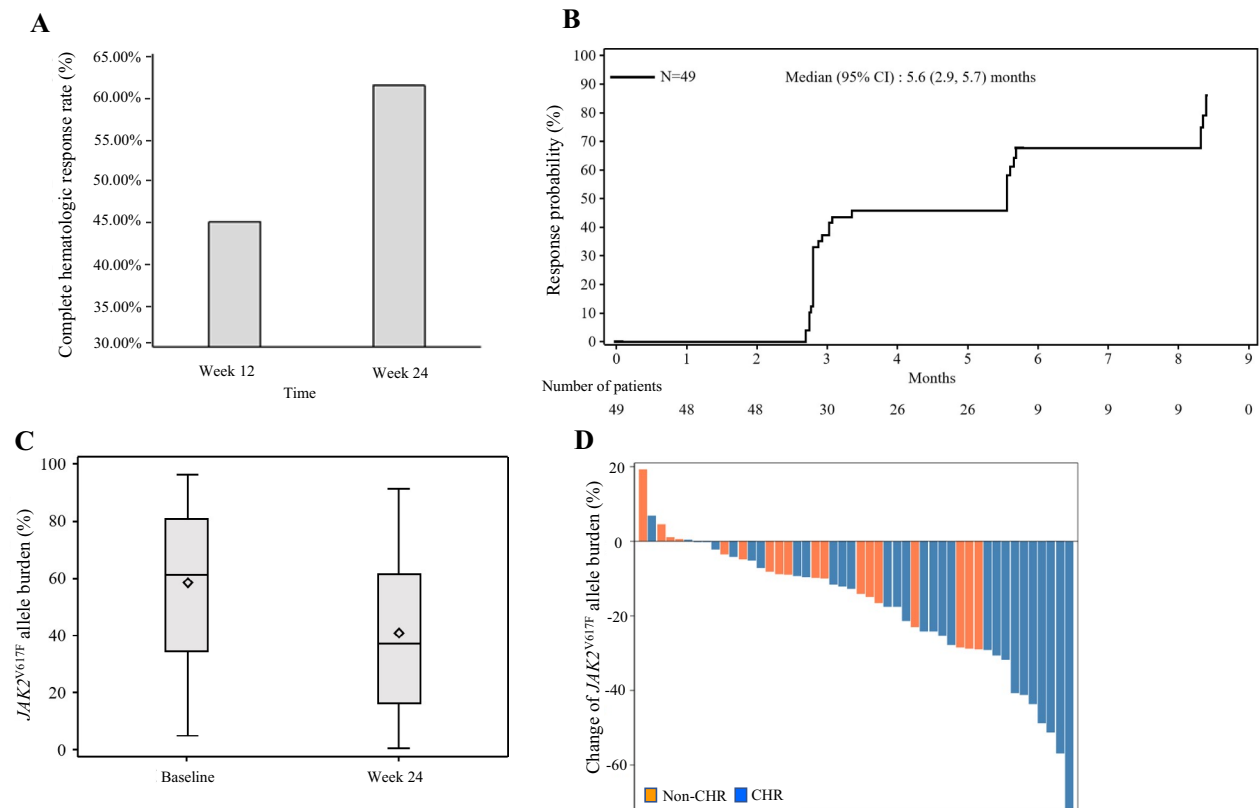 A
Complete hematologic response rate (%)
65.00%
60.00%
55.00%
50.00%
45.00%
40.00%
35.00%
30.00%
Week 12
Week 24
Time
B
Response probability (%)
100
90
80
70
60
50
40
30
20
10
0
N=49
Median (95% CI) : 5.6 (2.9, 5.7) months
0 1 2 3 4 5 6 7 8 9
Months
Number of patients
49 48 48 30 26 26 9 9 9 0
C
JAK2V617F allele burden (%)
100
80
60
40
20
0
Baseline
Week 24
D
Change of JAK2V617F allele burden (%)
20
0
-20
-40
-60
Non-CHR CHR